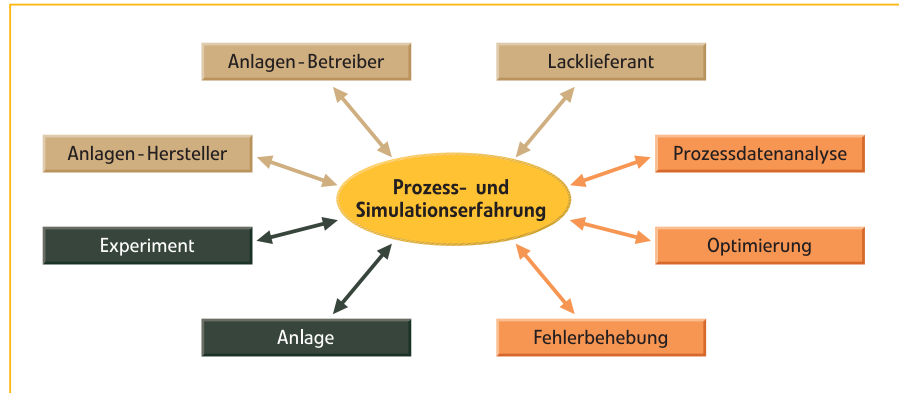 Anlagen-Betreiber
Lacklieferant
Anlagen-Hersteller
Prozessdatenanalyse
Prozess- und
Simulationserfahrung
Experiment
Optimierung
Anlage
Fehlerbehebung